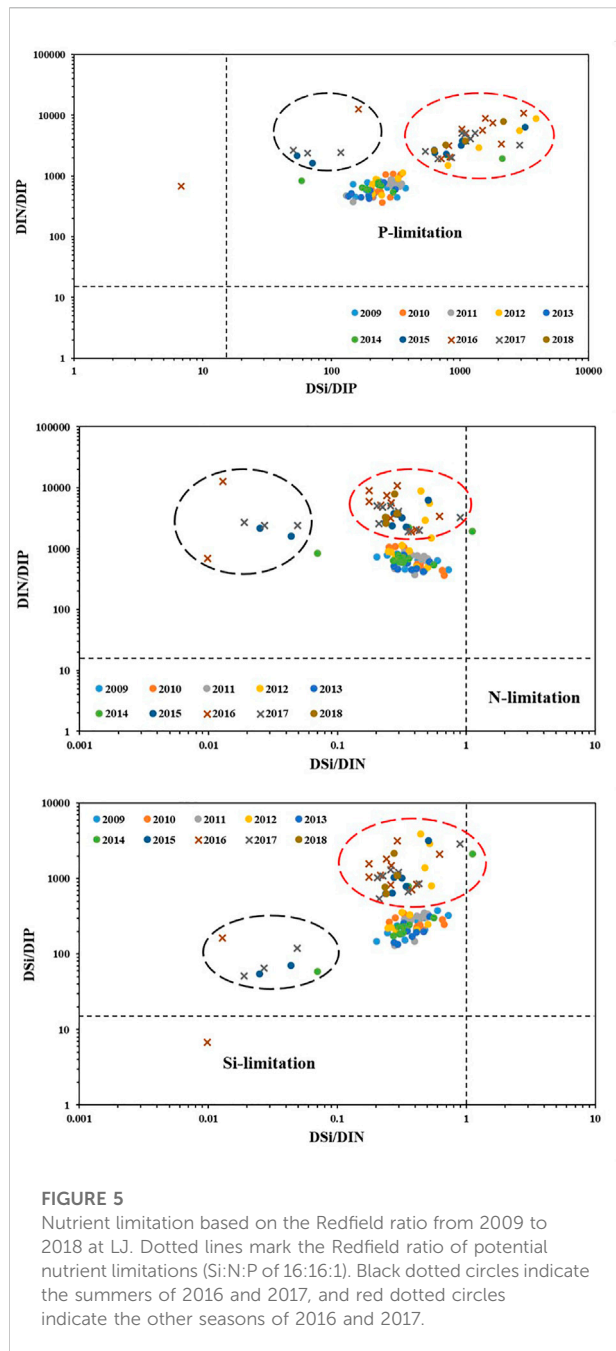 100000
10000
1000
100
10
1
DIN/DIP
P-limitation
2009 2010 2011 2012 2013
2014 2015 2016 2017 2018
1 10 100 1000 10000
DSi/DIP
100000
10000
1000
100
10
1
DIN/DIP
2009 2010 2011 2012 2013
2014 2015 2016 2017 2018
N-limitation
0.001 0.01 0.1 1 10
DSi/DIN
10000
1000
100
10
1
DSi/DIP
2009 2010 2011 2012 2013
2014 2015 2016 2017 2018
Si-limitation
0.001 0.01 0.1 1 10
DSi/DIN
FIGURE 5
Nutrient limitation based on the Redfield ratio from 2009 to
2018 at LJ. Dotted lines mark the Redfield ratio of potential
nutrient limitations (Si:N:P of 16:16:1). Black dotted circles indicate
the summers of 2016 and 2017, and red dotted circles
indicate the other seasons of 2016 and 2017.